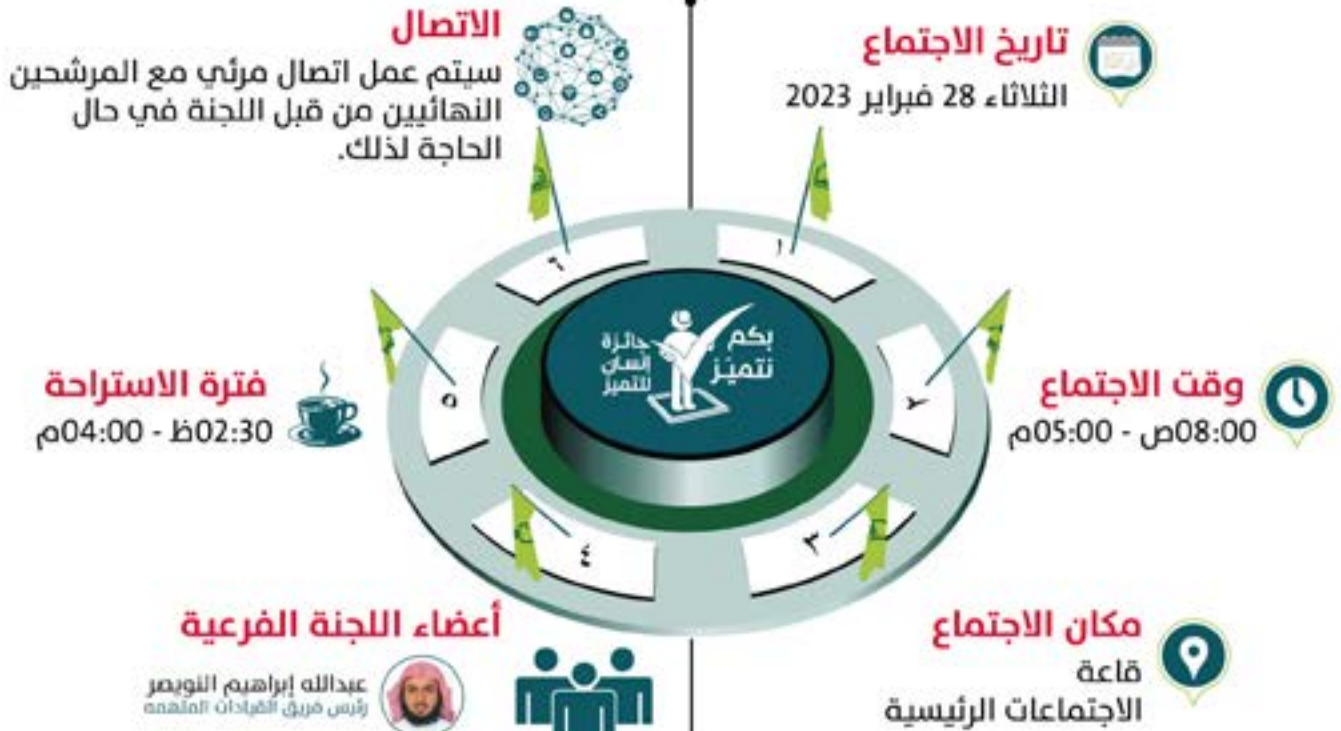 تاريخ الاجتماع
الثلاثاء 28 فبراير 2023
وقت الاجتماع
08:00ص - 05:00م
مكان الاجتماع
قاعة
الاجتماعات الرئيسية
أعضاء اللجنة الفرعية
عبدالله إبراهيم النويصر
رئيس فريق القيادات الملهمه
فترة الاستراحة
02:30ظ - 04:00م
الاتصال
سيتم عمل اتصال مرئي مع المرشحين
النهائيين من قبل اللجنة في حال
الحاجة لذلك.
١
٢
٣
٤
٥
٦
بكم
نتميّز
جائزة
إنسان
للتميز